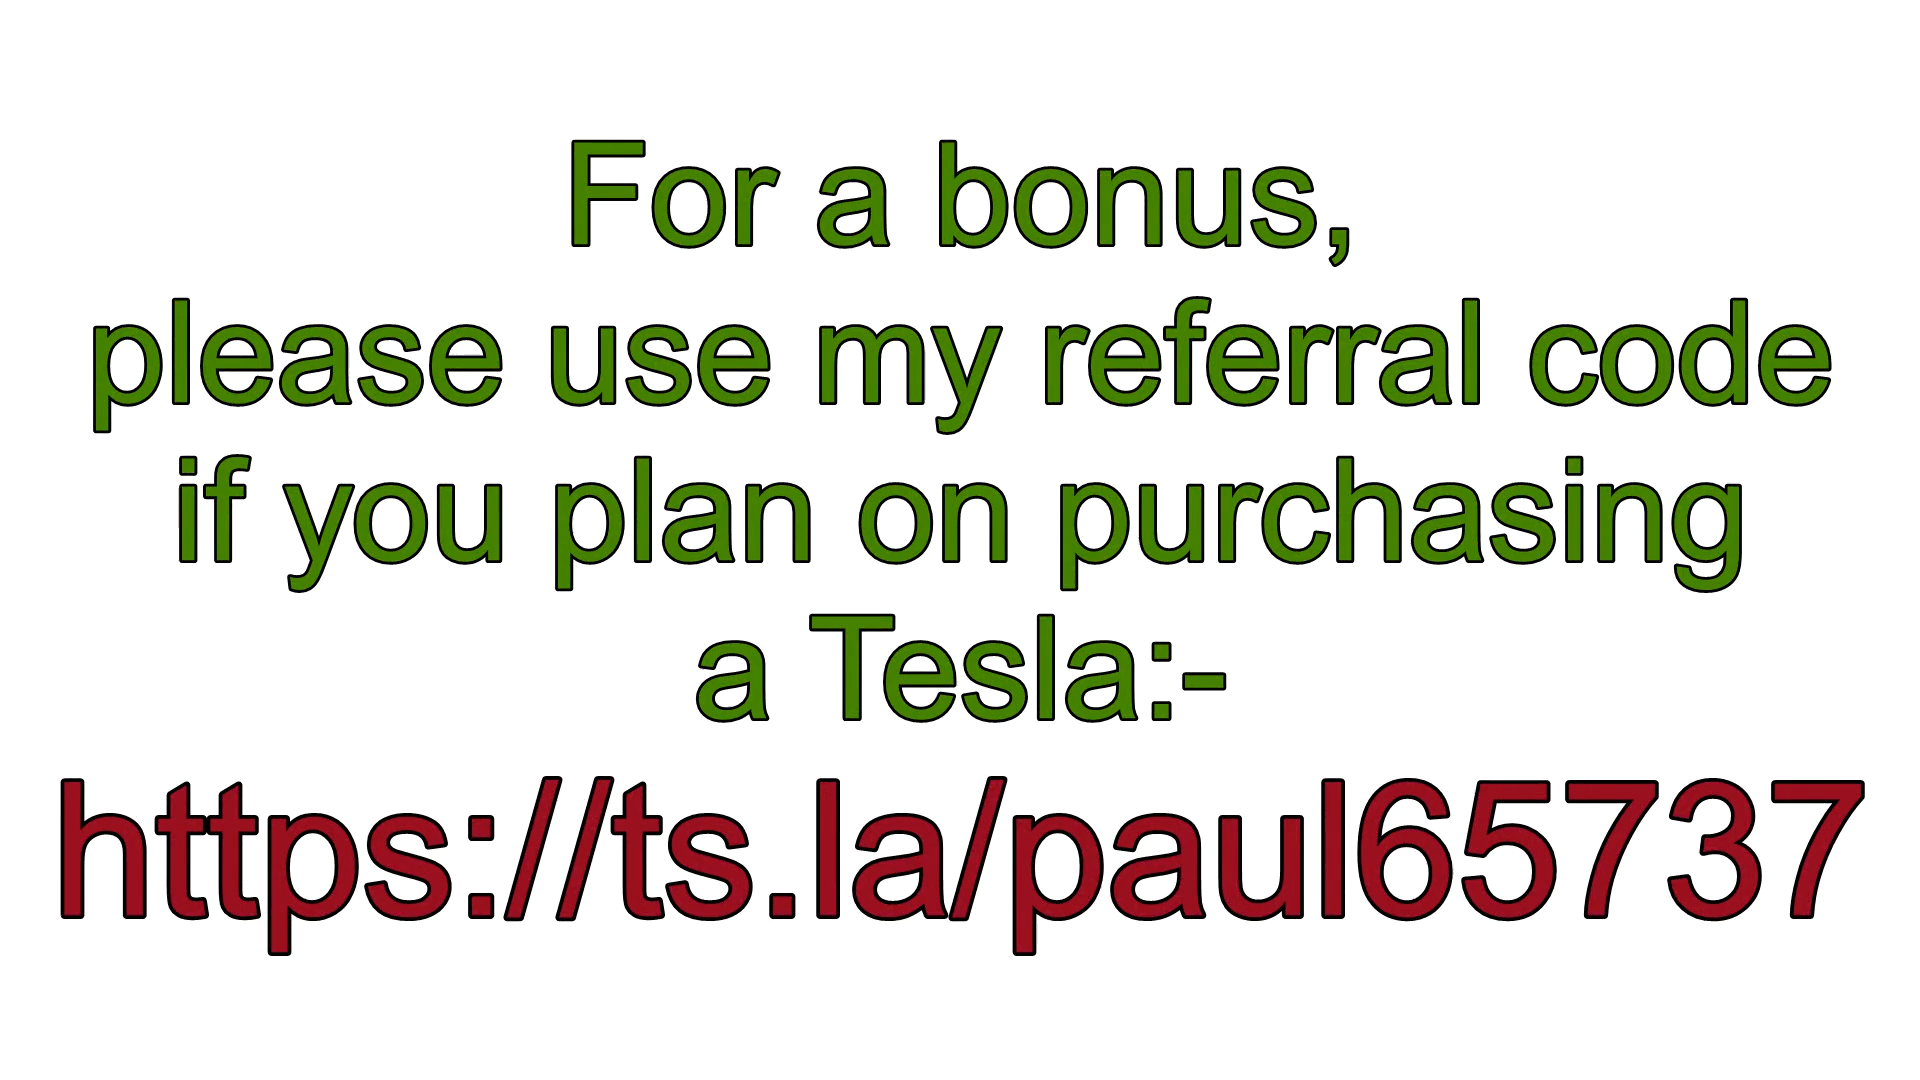 For a bonus,
please use my referral code
if you plan on purchasing
a Tesla:-
https://ts.la/paul65737